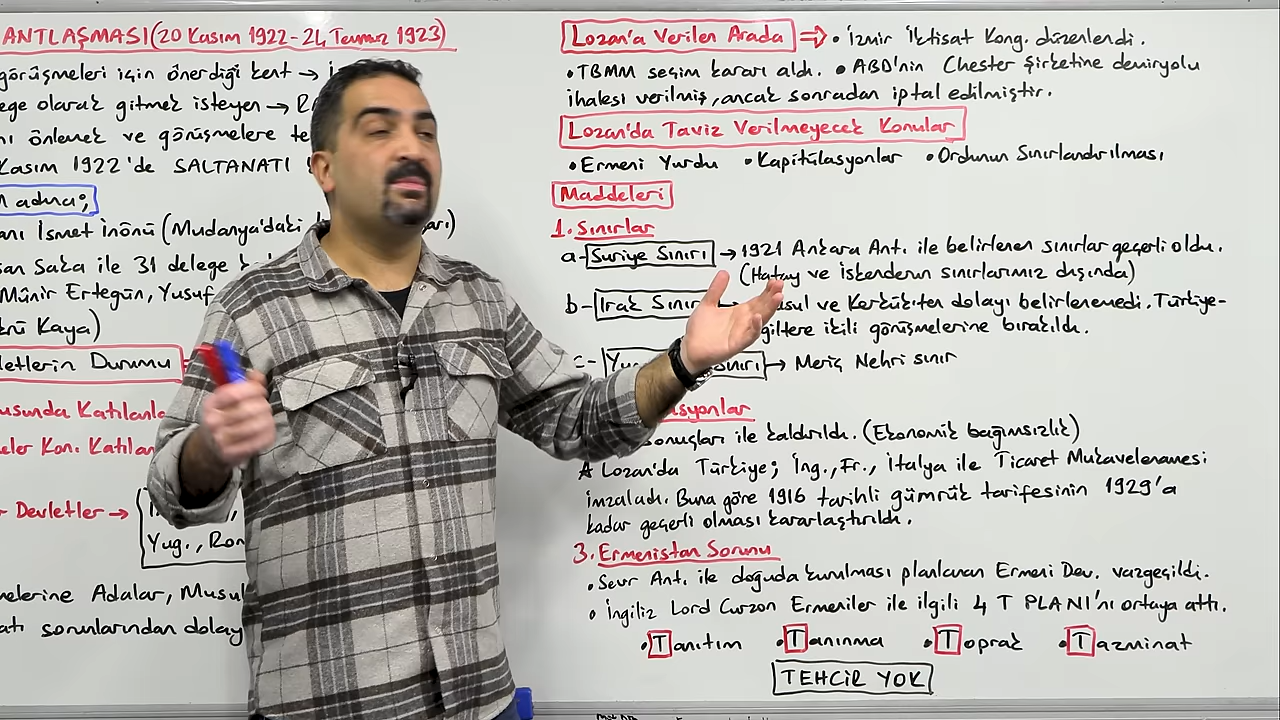 ANTLAŞMASI (20 Kasım 1922 - 24 Temmuz 1923)
görüşmeleri için önerdiği kent →
ege olarak gitmek isteyen →
nı önlemek ve görüşmelere
Kasım 1922'de SALTANATI
adına;
anı İsmet İnönü (Mudanya'daki
san Saka ile 31 delege
Münir Ertegün, Yusuf
Kaya)
etlerin Durumu
usunda Katılanla
eler Kon. Katılan
Devletler →
Yug., Ron
melerine Adalar, Musul
atı sorunlarından dolay
Lozan'a Verilen Arada ⇒ • İzmir İktisat Kong. düzenlendi.
• TBMM seçim kararı aldı. • ABD'nin Chester Şirketine demiryolu
ihalesi verilmiş, ancak sonradan iptal edilmiştir.
Lozan'da Taviz Verilmeyecek Konular
• Ermeni Yurdu • Kapitülasyonlar • Ordunun Sınırlandırılması
Maddeleri
1. Sınırlar
a- Suriye Sınırı → 1921 Ankara Ant. ile belirlenen sınırlar geçerli oldu.
(Hatay ve İskenderun sınırlarımız dışında)
b- Irak Sınır usul ve Kerkük'ten dolayı belirlenemedi. Türkiye-
giltere ikili görüşmelerine bırakıldı.
c- Yu Sınırı → Meriç Nehri sınır
asyonlar
sonuçları ile kaldırıldı. (Ekonomik bağımsızlık)
★ Lozan'da Türkiye; İng., Fr., İtalya ile Ticaret Mukavelenamesi
imzaladı. Buna göre 1916 tarihli gümrük tarifesinin 1929'a
kadar geçerli olması kararlaştırıldı.
3. Ermenistan Sorunu
• Sevr Ant. ile doğuda kurulması planlanan Ermeni Dev. vazgeçildi.
• İngiliz Lord Curzon Ermeniler ile ilgili 4 T PLANI'nı ortaya attı.
• Tanıtım • Tanınma • Toprak • Tazminat
TEHCİR YOK